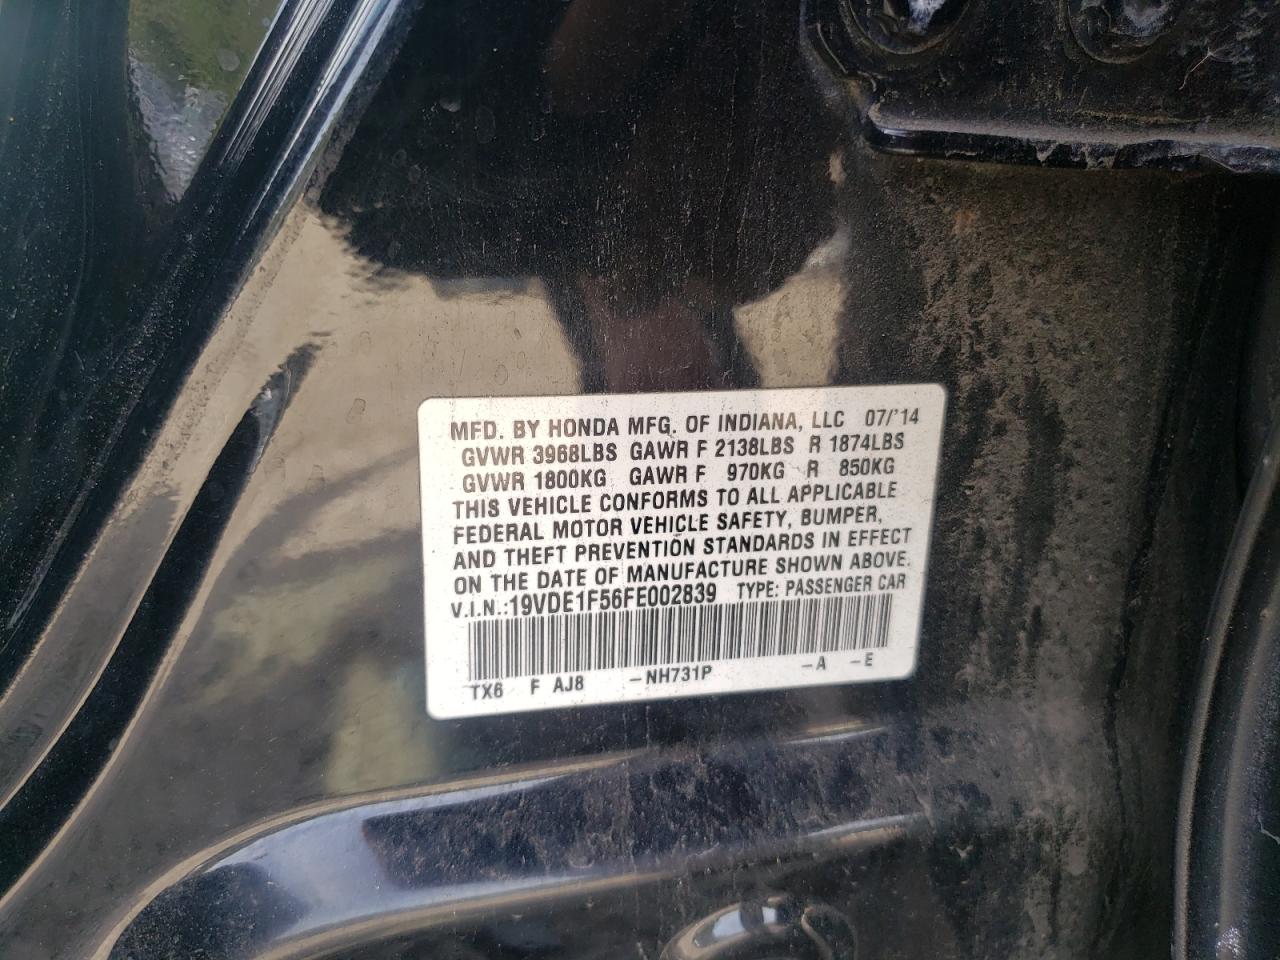 MFD. BY HONDA MFG. OF INDIANA, LLC 07/'14
GVWR 3968LBS GAWR F 2138LBS R 1874LBS
GVWR 1800KG GAWR F 970KG R 850KG
THIS VEHICLE CONFORMS TO ALL APPLICABLE
FEDERAL MOTOR VEHICLE SAFETY, BUMPER,
AND THEFT PREVENTION STANDARDS IN EFFECT
ON THE DATE OF MANUFACTURE SHOWN ABOVE.
V.I.N.:19VDE1F56FE002839 TYPE: PASSENGER CAR
TX6 F AJ8 -NH731P -A -E